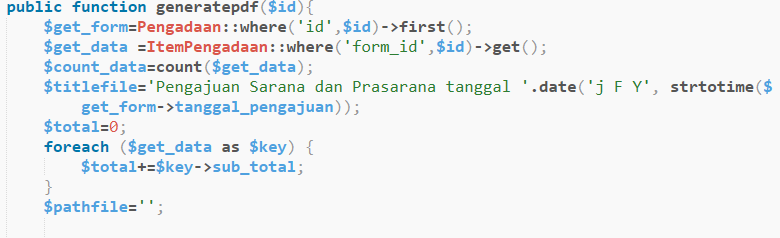 public function generatepdf($id){
$get_form=Pengadaan::where('id',$id)->first();
$get_data =ItemPengadaan::where('form_id',$id)->get();
$count_data=count($get_data);
$titlefile='Pengajuan Sarana dan Prasarana tanggal '.date('j F Y', strtotime($
get_form->tanggal_pengajuan));
$total=0;
foreach ($get_data as $key) {
$total+=$key->sub_total;
}
$pathfile='';